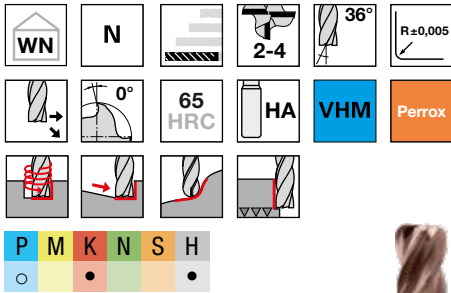 WN
N
2-4
36°
R±0,005
0°
65
HRC
HA
VHM
Perrox
P M K N S H
○ ● ●